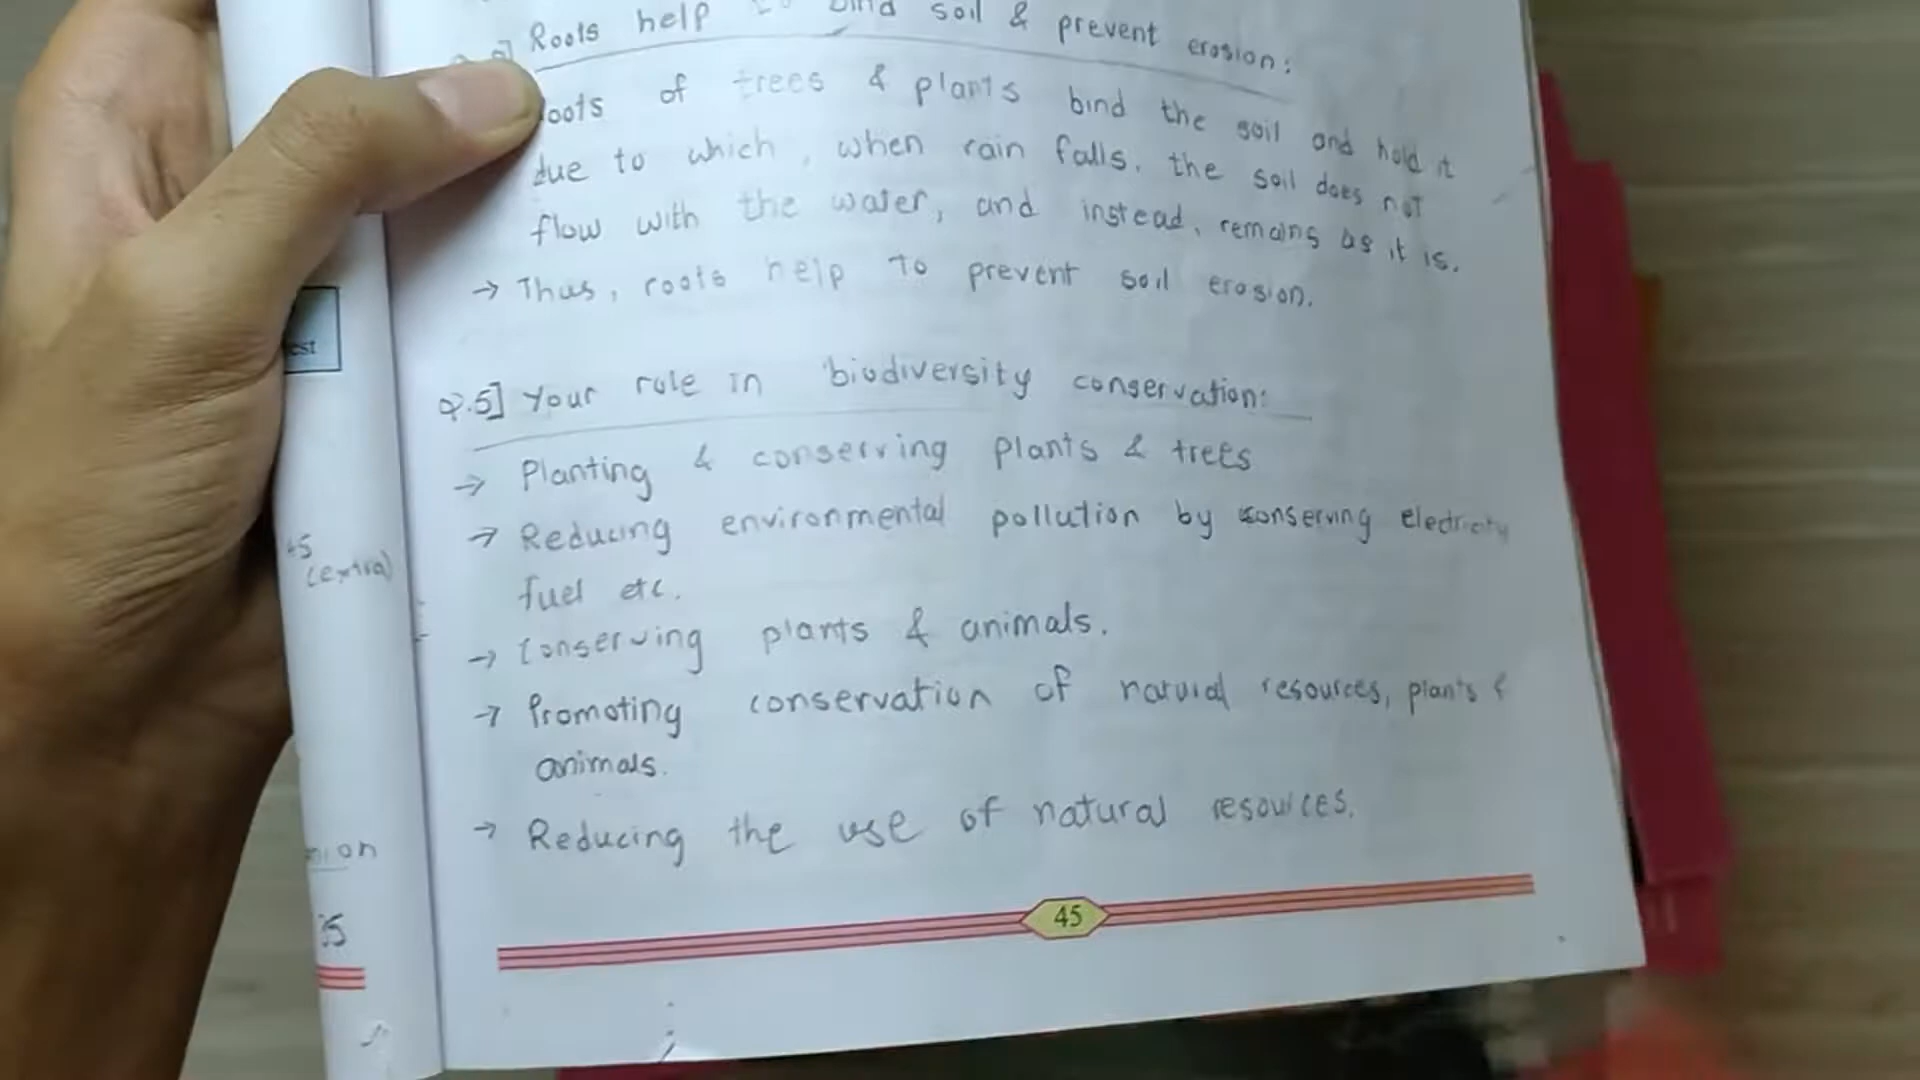 Roots help to bind soil & prevent erosion:
oots of trees & plants bind the soil and hold it
due to which, when rain falls, the soil does not
flow with the water, and instead, remains as it is.
→ Thus, roots help to prevent soil erosion.
Q.5] Your role in biodiversity conservation:
→ Planting & conserving plants & trees
→ Reducing environmental pollution by conserving electricity
fuel etc.
→ Conserving plants & animals.
→ Promoting conservation of natural resources, plants &
animals.
→ Reducing the use of natural resources.
45
est
(extra)
35